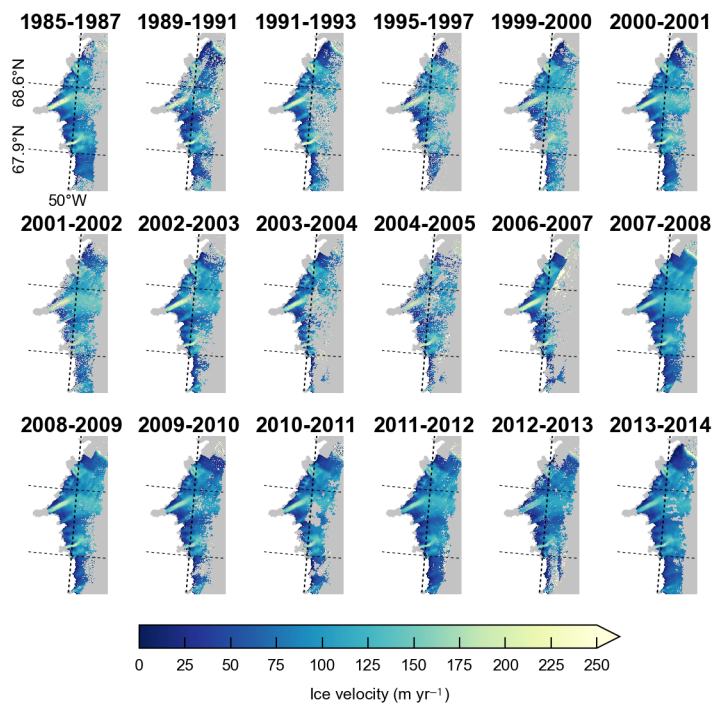 1985-1987 1989-1991 1991-1993 1995-1997 1999-2000 2000-2001
68.6°N
67.9°N
50°W
2001-2002 2002-2003 2003-2004 2004-2005 2006-2007 2007-2008
2008-2009 2009-2010 2010-2011 2011-2012 2012-2013 2013-2014
0 25 50 75 100 125 150 175 200 225 250
Ice velocity (m yr⁻¹)